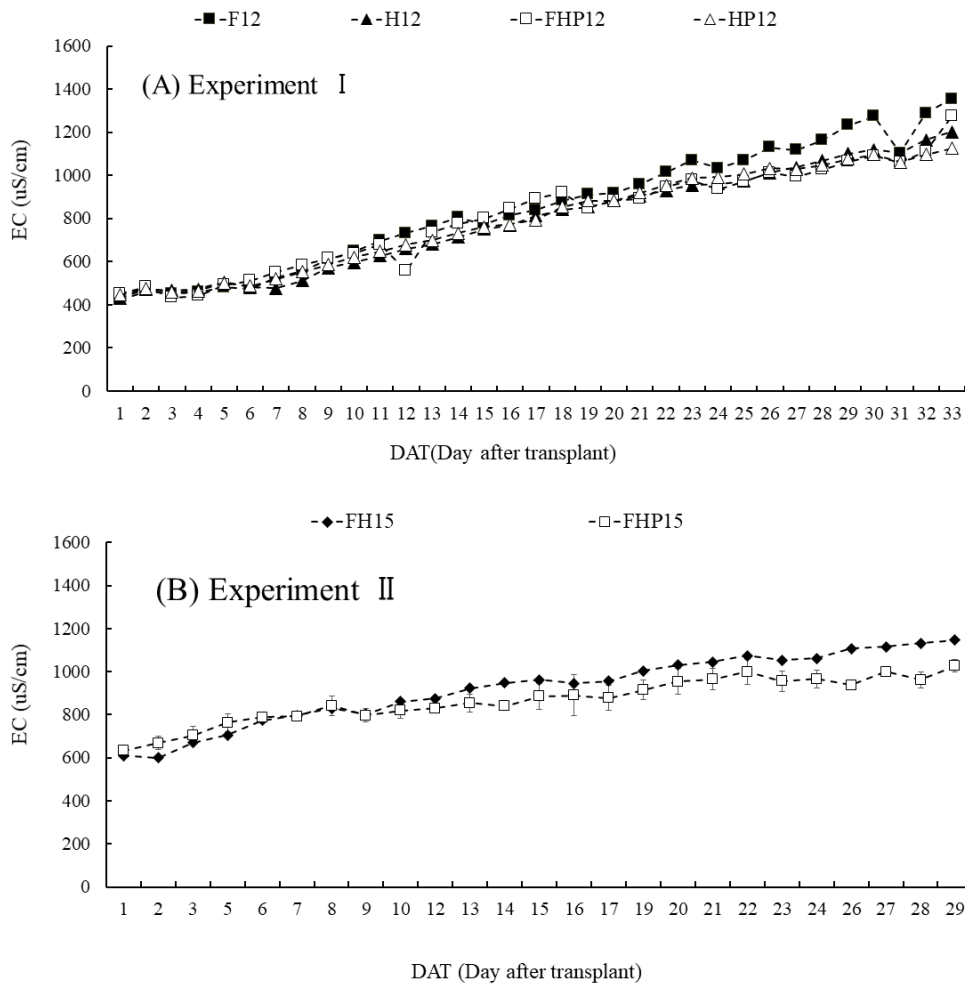 F12 H12 FHP12 HP12
1600
(A) Experiment Ⅰ
1400
1200
1000
800
600
400
200
0
EC (uS/cm)
1 2 3 4 5 6 7 8 9 10 11 12 13 14 15 16 17 18 19 20 21 22 23 24 25 26 27 28 29 30 31 32 33
DAT(Day after transplant)
FH15 FHP15
1600
(B) Experiment Ⅱ
1400
1200
1000
800
600
400
200
0
EC (uS/cm)
1 2 3 5 6 7 8 9 10 12 13 14 15 16 17 19 20 21 22 23 24 26 27 28 29
DAT (Day after transplant)